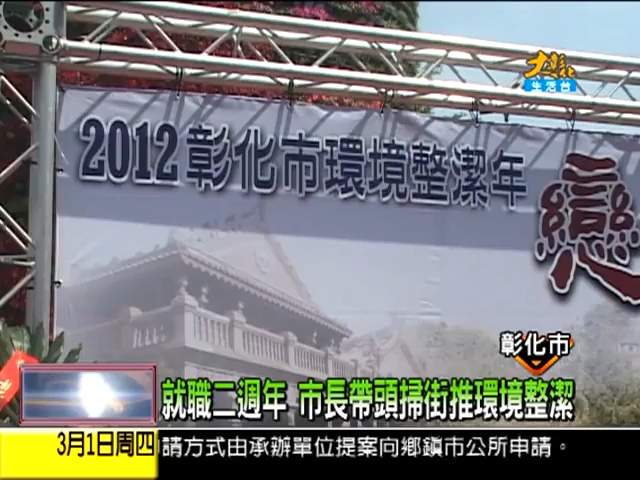 大彰化
生活台
2012彰化市環境整潔年
戀
彰化市
就職二週年 市長帶頭掃街推環境整潔
3月1日周四
請方式由承辦單位提案向鄉鎮市公所申請。